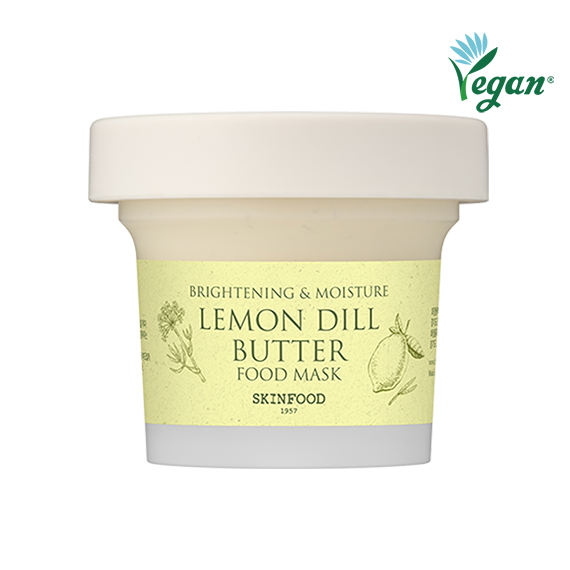 Vegan®
BRIGHTENING & MOISTURE
LEMON DILL
BUTTER
FOOD MASK
SKINFOOD
1957